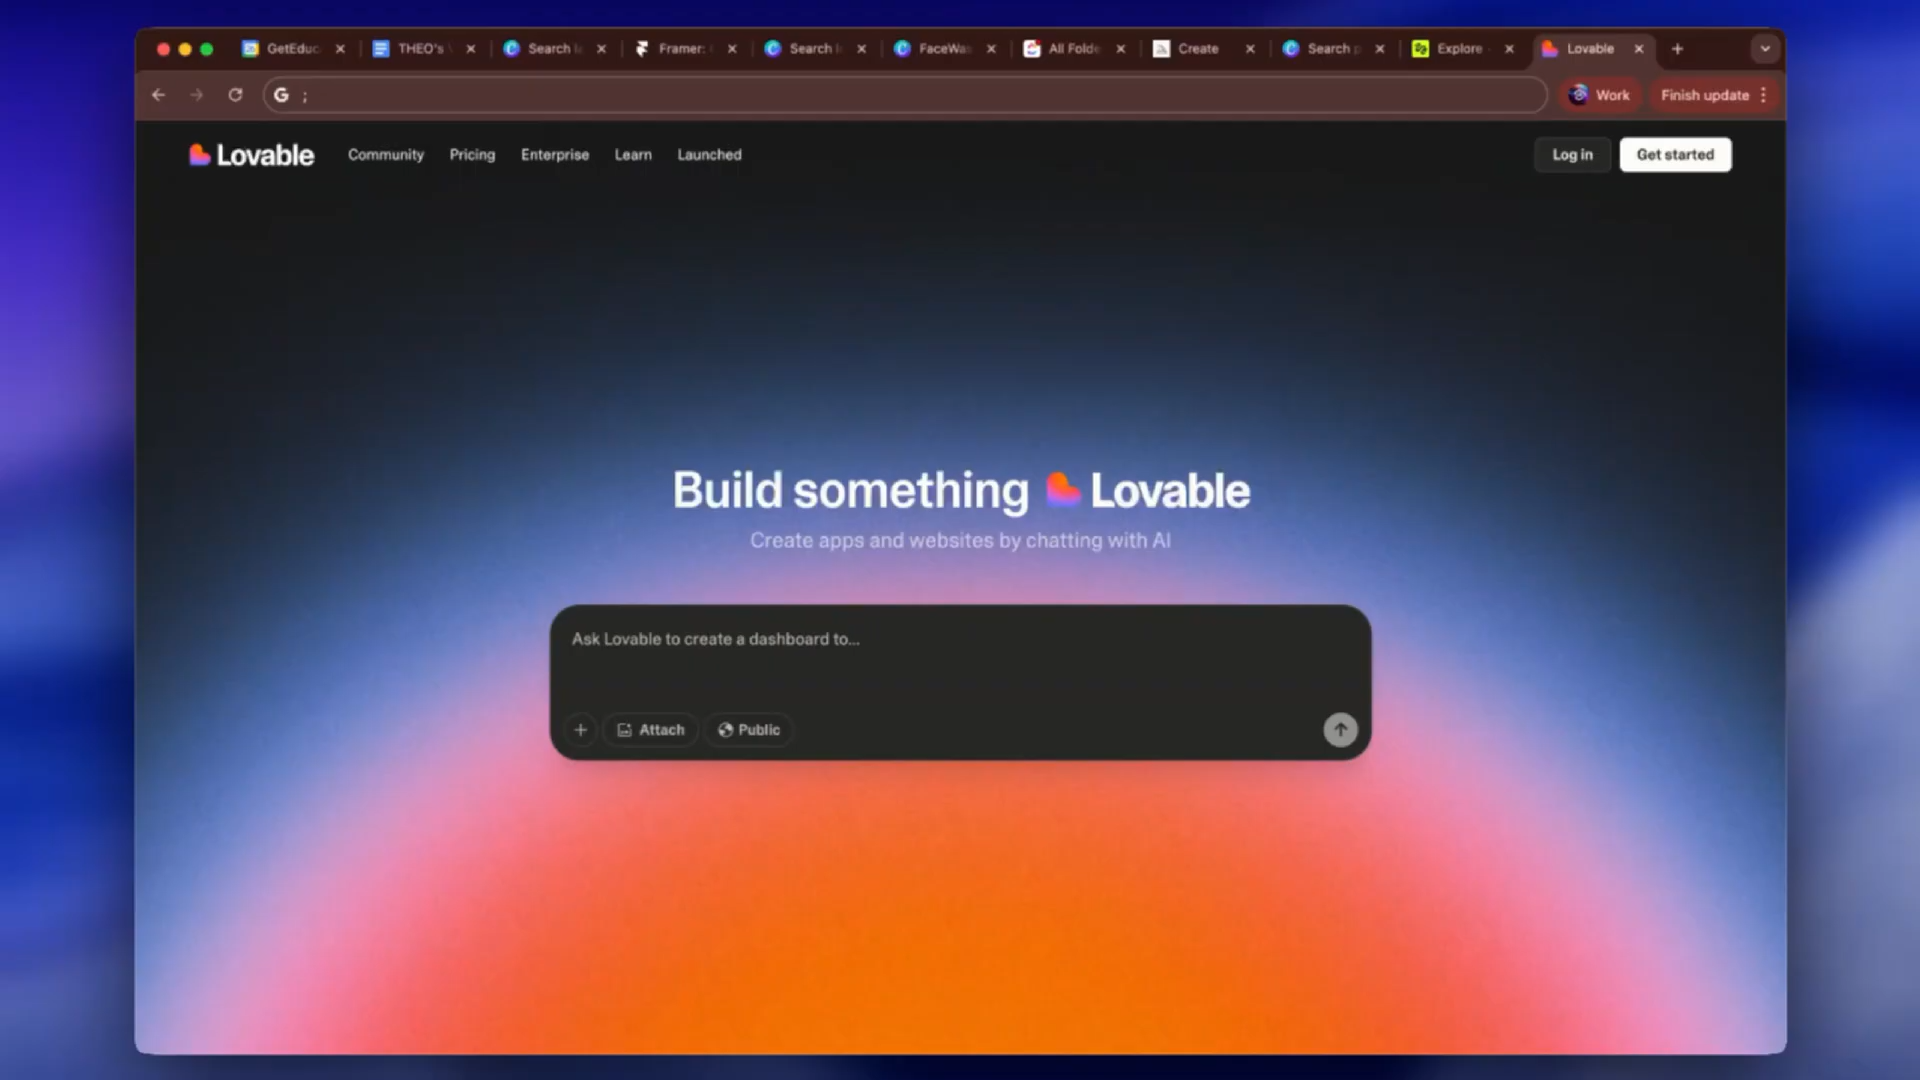 GetEduc THEO's Search Framer: Search FaceWas All Folde Create Search Explore Lovable
G ; Work Finish update
Lovable Community Pricing Enterprise Learn Launched Log in Get started
Build something Lovable
Create apps and websites by chatting with AI
Ask Lovable to create a dashboard to...
+ Attach Public